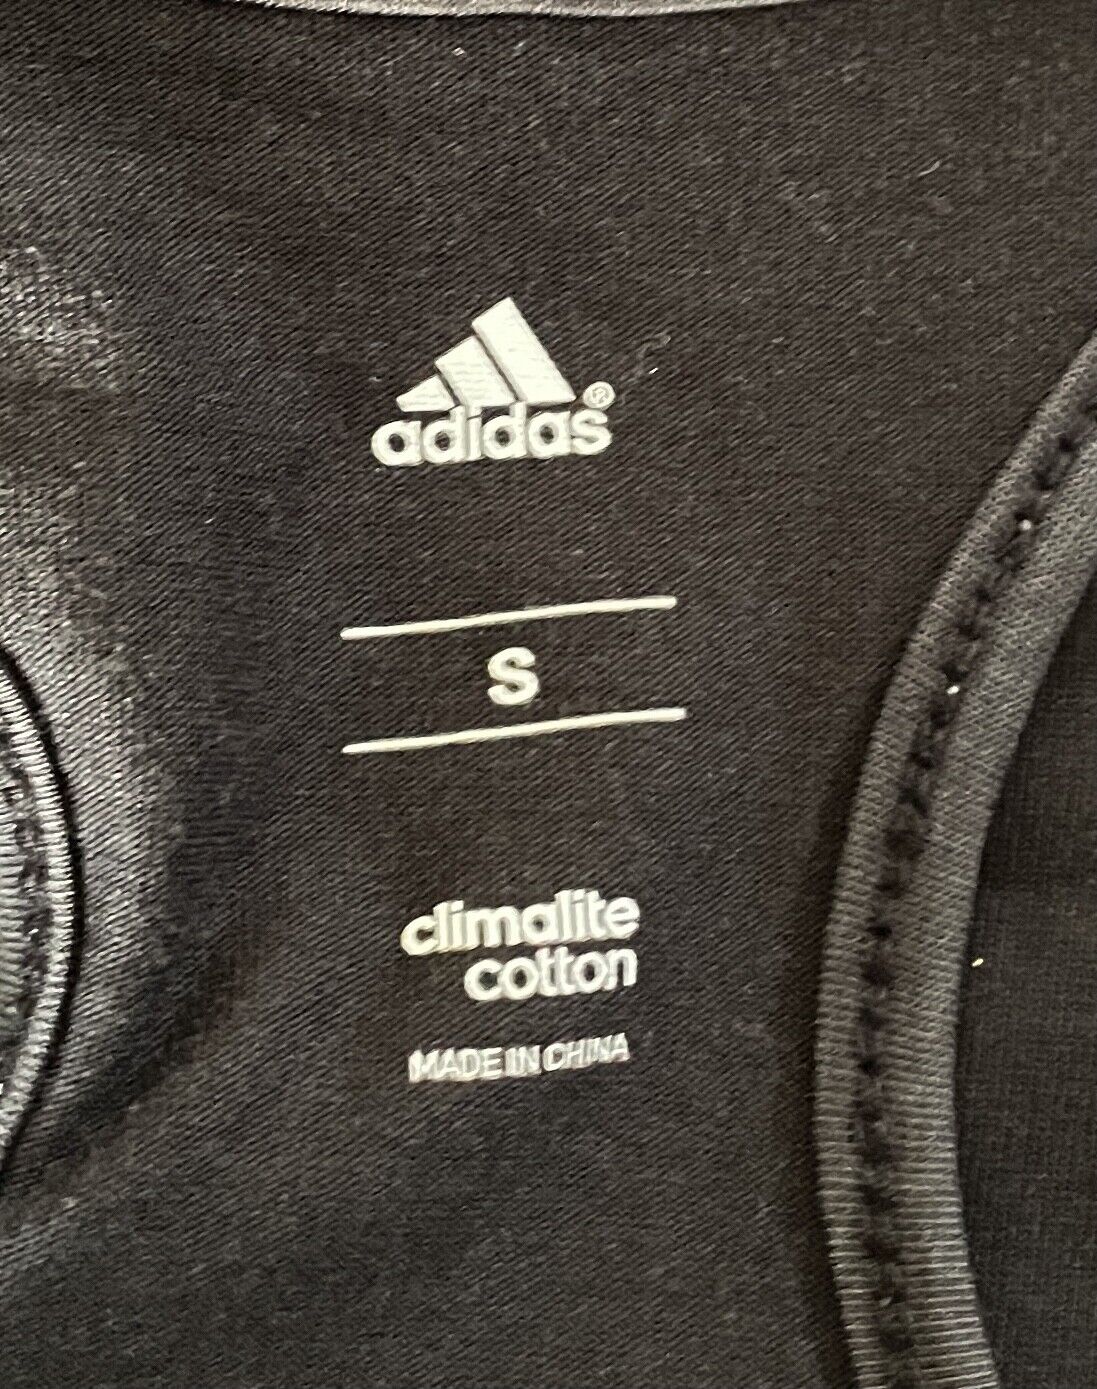 adidas®
S
climalite
cotton
MADE IN CHINA